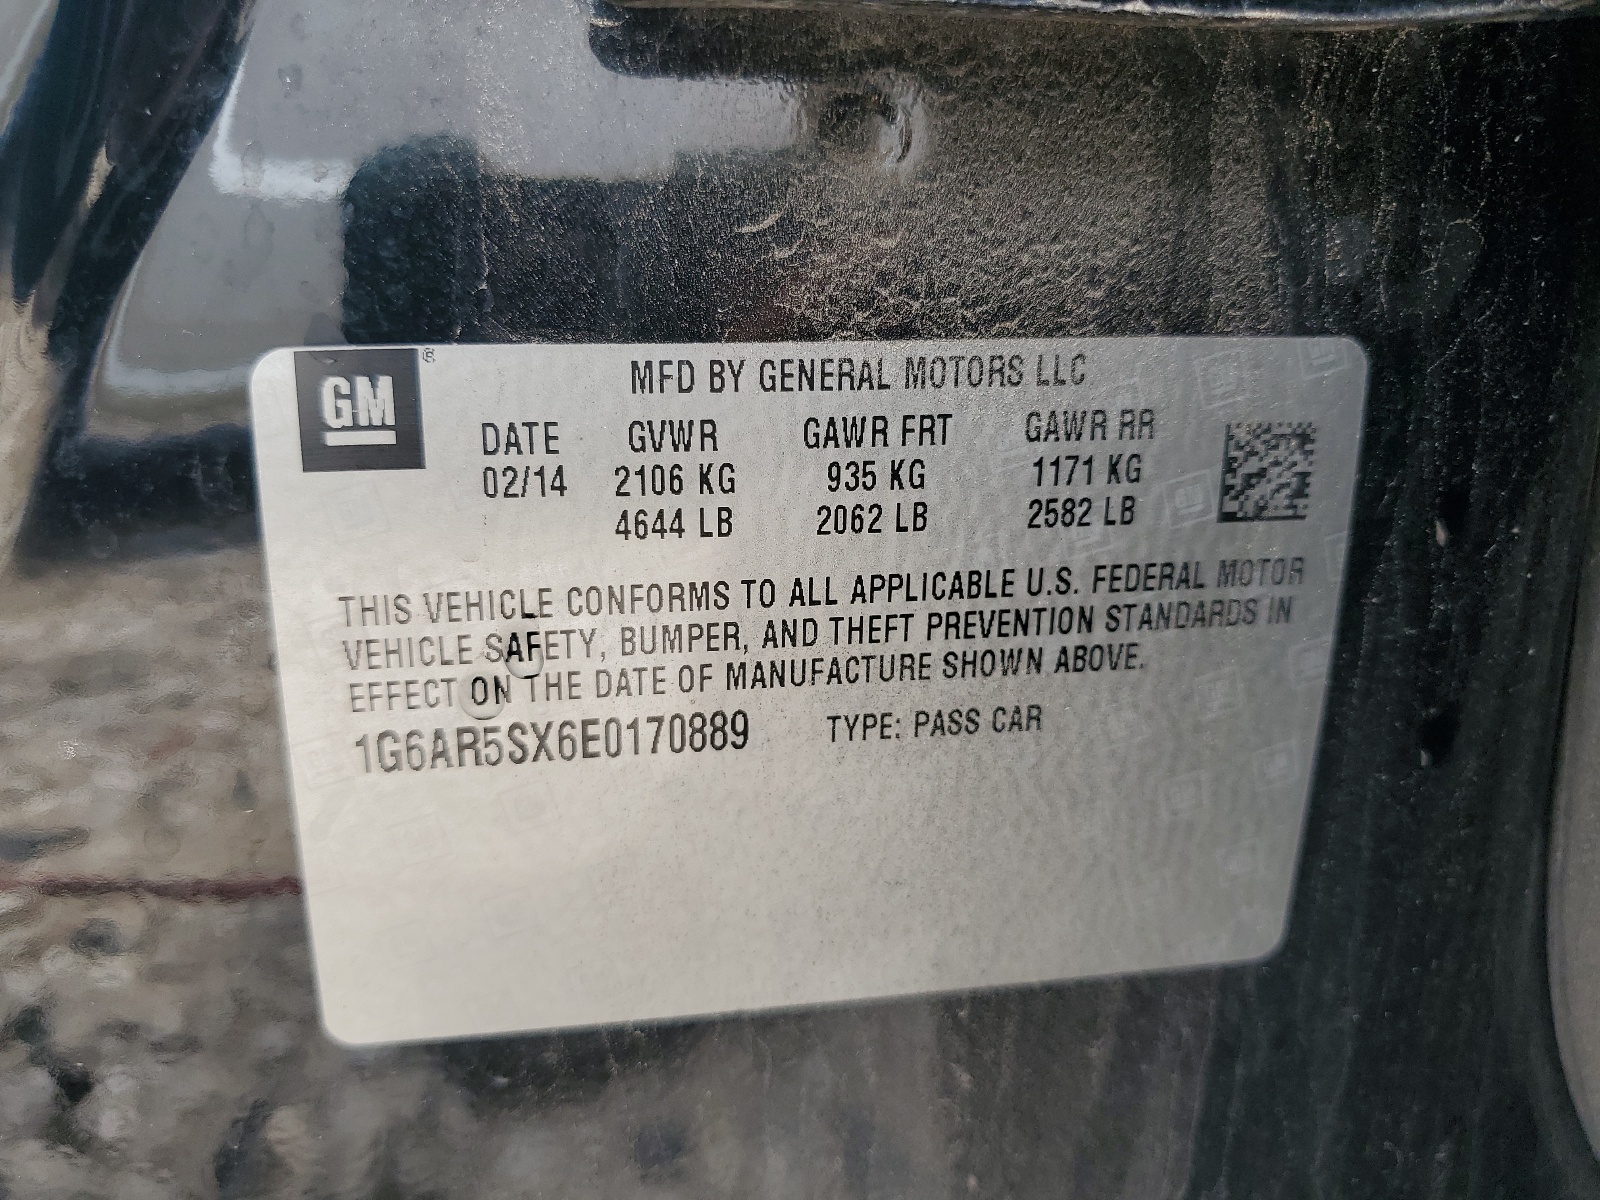 GM ®
MFD BY GENERAL MOTORS LLC
DATE GVWR GAWR FRT GAWR RR
02/14 2106 KG 935 KG 1171 KG
4644 LB 2062 LB 2582 LB
THIS VEHICLE CONFORMS TO ALL APPLICABLE U.S. FEDERAL MOTOR
VEHICLE SAFETY, BUMPER, AND THEFT PREVENTION STANDARDS IN
EFFECT ON THE DATE OF MANUFACTURE SHOWN ABOVE.
1G6AR5SX6E0170889 TYPE: PASS CAR